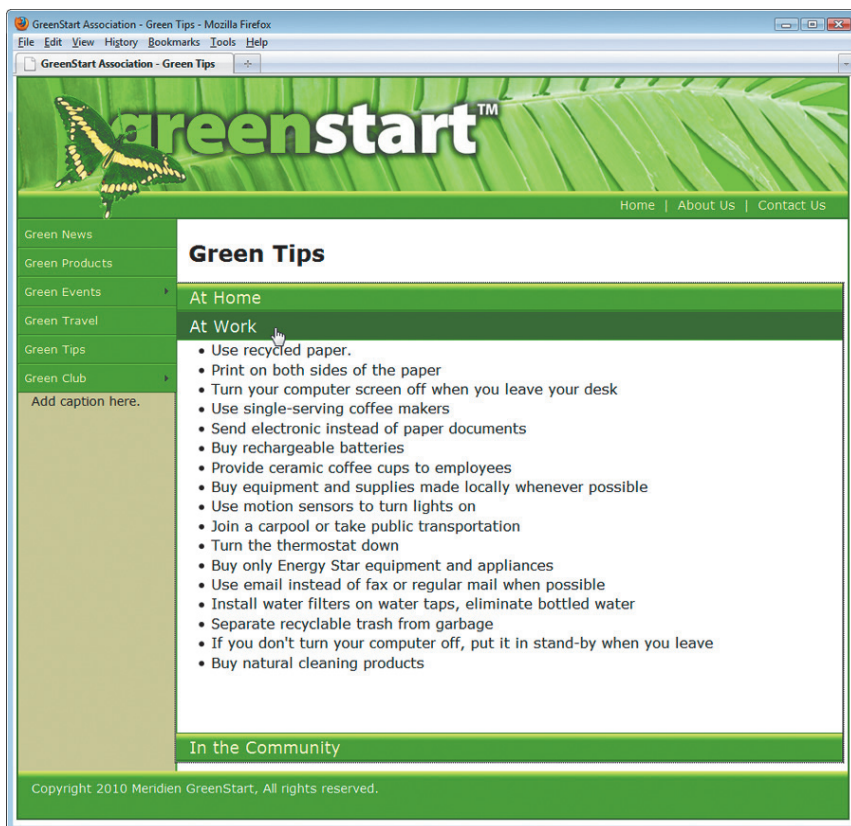 GreenStart Association - Green Tips - Mozilla Firefox
File Edit View History Bookmarks Tools Help
GreenStart Association - Green Tips
greenstart™
Home | About Us | Contact Us
Green News
Green Products
Green Events
Green Travel
Green Tips
Green Club
Add caption here.
Green Tips
At Home
At Work
• Use recycled paper.
• Print on both sides of the paper
• Turn your computer screen off when you leave your desk
• Use single-serving coffee makers
• Send electronic instead of paper documents
• Buy rechargeable batteries
• Provide ceramic coffee cups to employees
• Buy equipment and supplies made locally whenever possible
• Use motion sensors to turn lights on
• Join a carpool or take public transportation
• Turn the thermostat down
• Buy only Energy Star equipment and appliances
• Use email instead of fax or regular mail when possible
• Install water filters on water taps, eliminate bottled water
• Separate recyclable trash from garbage
• If you don't turn your computer off, put it in stand-by when you leave
• Buy natural cleaning products
In the Community
Copyright 2010 Meridien GreenStart, All rights reserved.